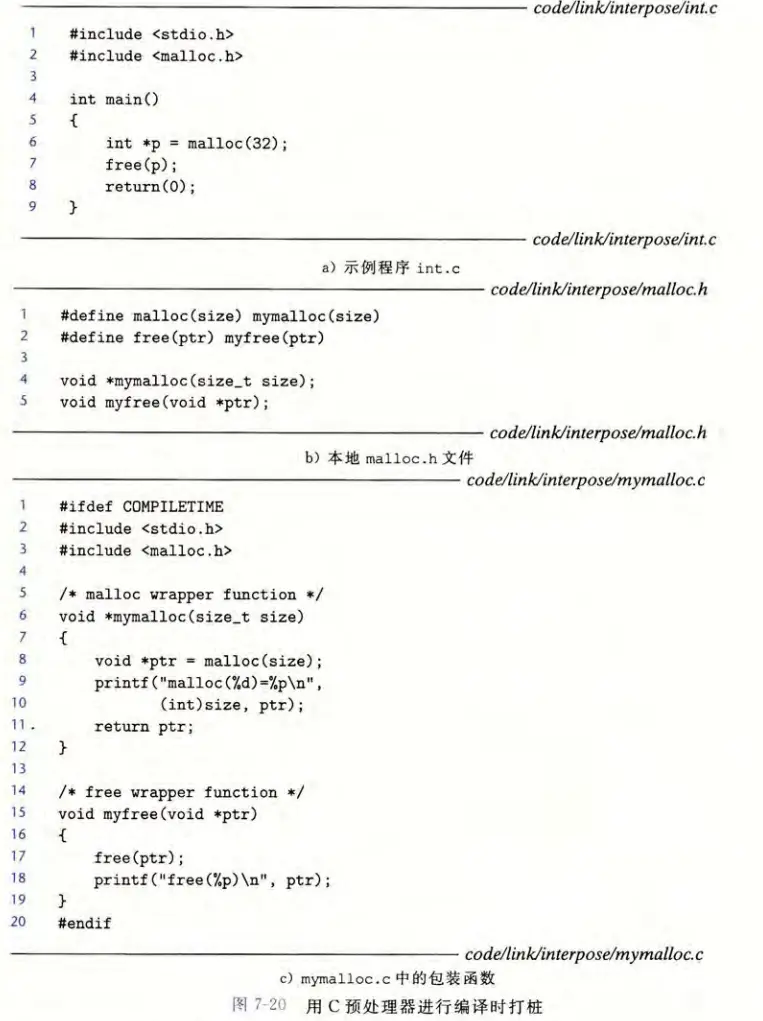 code/link/interpose/int.c
1 #include <stdio.h>
2 #include <malloc.h>
3
4 int main()
5 {
6 int *p = malloc(32);
7 free(p);
8 return(0);
9 }
code/link/interpose/int.c
a) 示例程序 int.c
code/link/interpose/malloc.h
1 #define malloc(size) mymalloc(size)
2 #define free(ptr) myfree(ptr)
3
4 void *mymalloc(size_t size);
5 void myfree(void *ptr);
code/link/interpose/malloc.h
b) 本地 malloc.h 文件
code/link/interpose/mymalloc.c
1 #ifdef COMPILETIME
2 #include <stdio.h>
3 #include <malloc.h>
4
5 /* malloc wrapper function */
6 void *mymalloc(size_t size)
7 {
8 void *ptr = malloc(size);
9 printf("malloc(%d)=%p\n",
10 (int)size, ptr);
11 return ptr;
12 }
13
14 /* free wrapper function */
15 void myfree(void *ptr)
16 {
17 free(ptr);
18 printf("free(%p)\n", ptr);
19 }
20 #endif
code/link/interpose/mymalloc.c
c) mymalloc.c 中的包装函数
图 7-20 用 C 预处理器进行编译时打桩